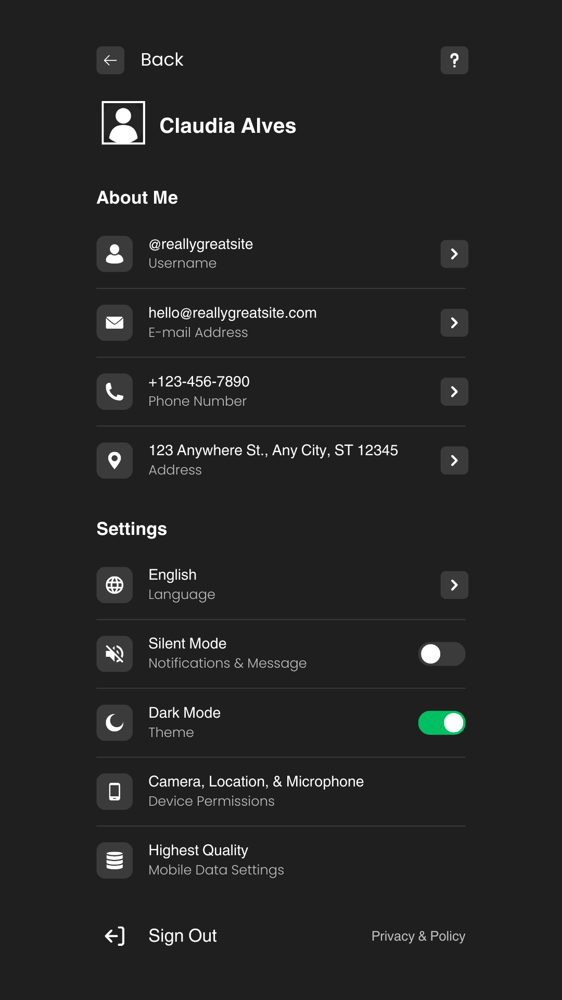 Back
?
Claudia Alves
About Me
@reallygreatsite
Username
hello@reallygreatsite.com
E-mail Address
+123-456-7890
Phone Number
123 Anywhere St., Any City, ST 12345
Address
Settings
English
Language
Silent Mode
Notifications & Message
Dark Mode
Theme
Camera, Location, & Microphone
Device Permissions
Highest Quality
Mobile Data Settings
Sign Out
Privacy & Policy